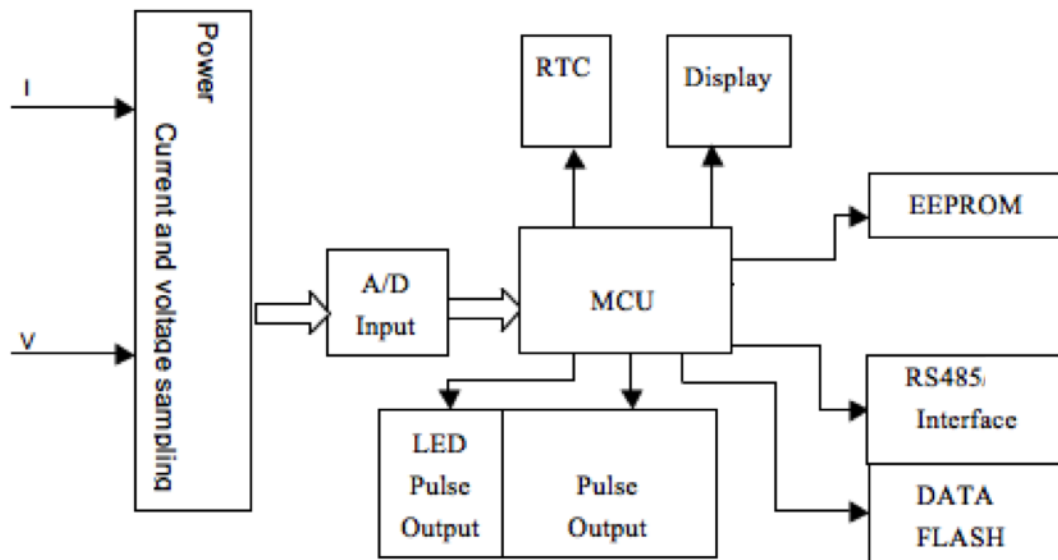 I
V
Power
Current and voltage sampling
A/D
Input
MCU
RTC
Display
EEPROM
RS485/
Interface
DATA
FLASH
LED
Pulse
Output
Pulse
Output